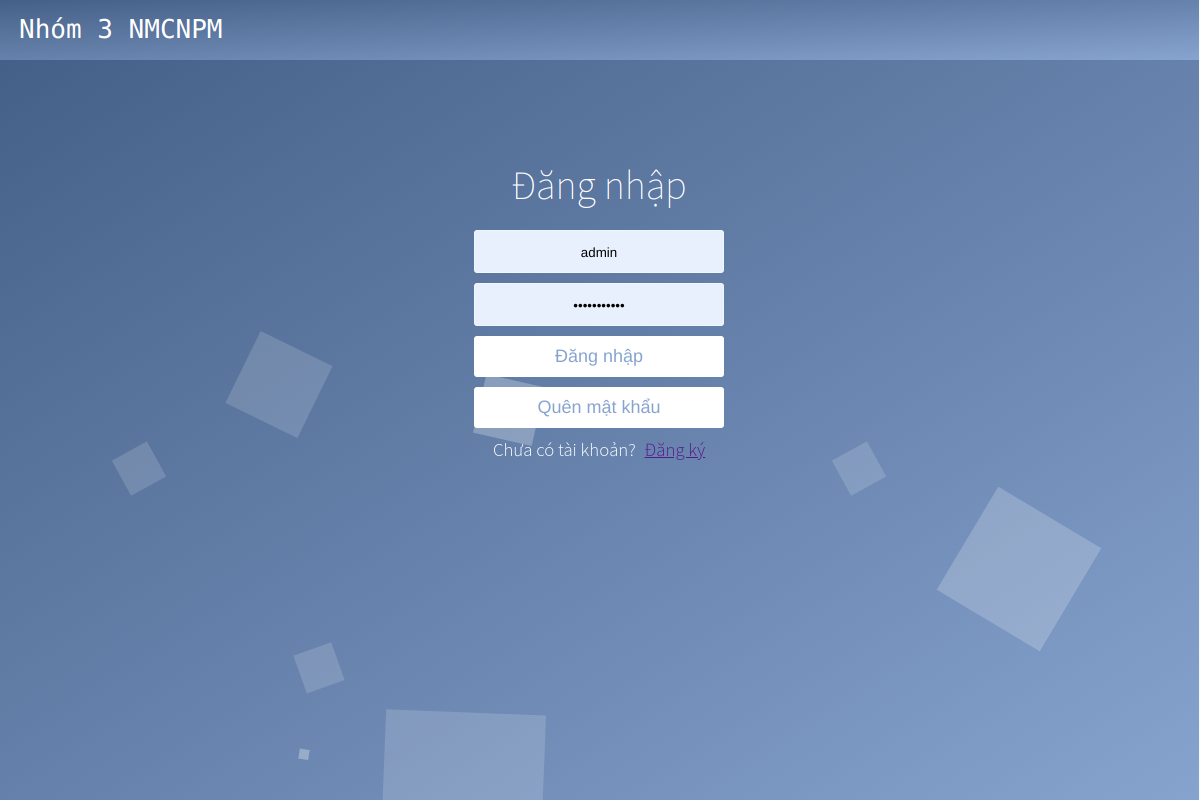 Nhóm 3 NMCNPM
Đăng nhập
admin
•••••••••••
Đăng nhập
Quên mật khẩu
Chưa có tài khoản? Đăng ký